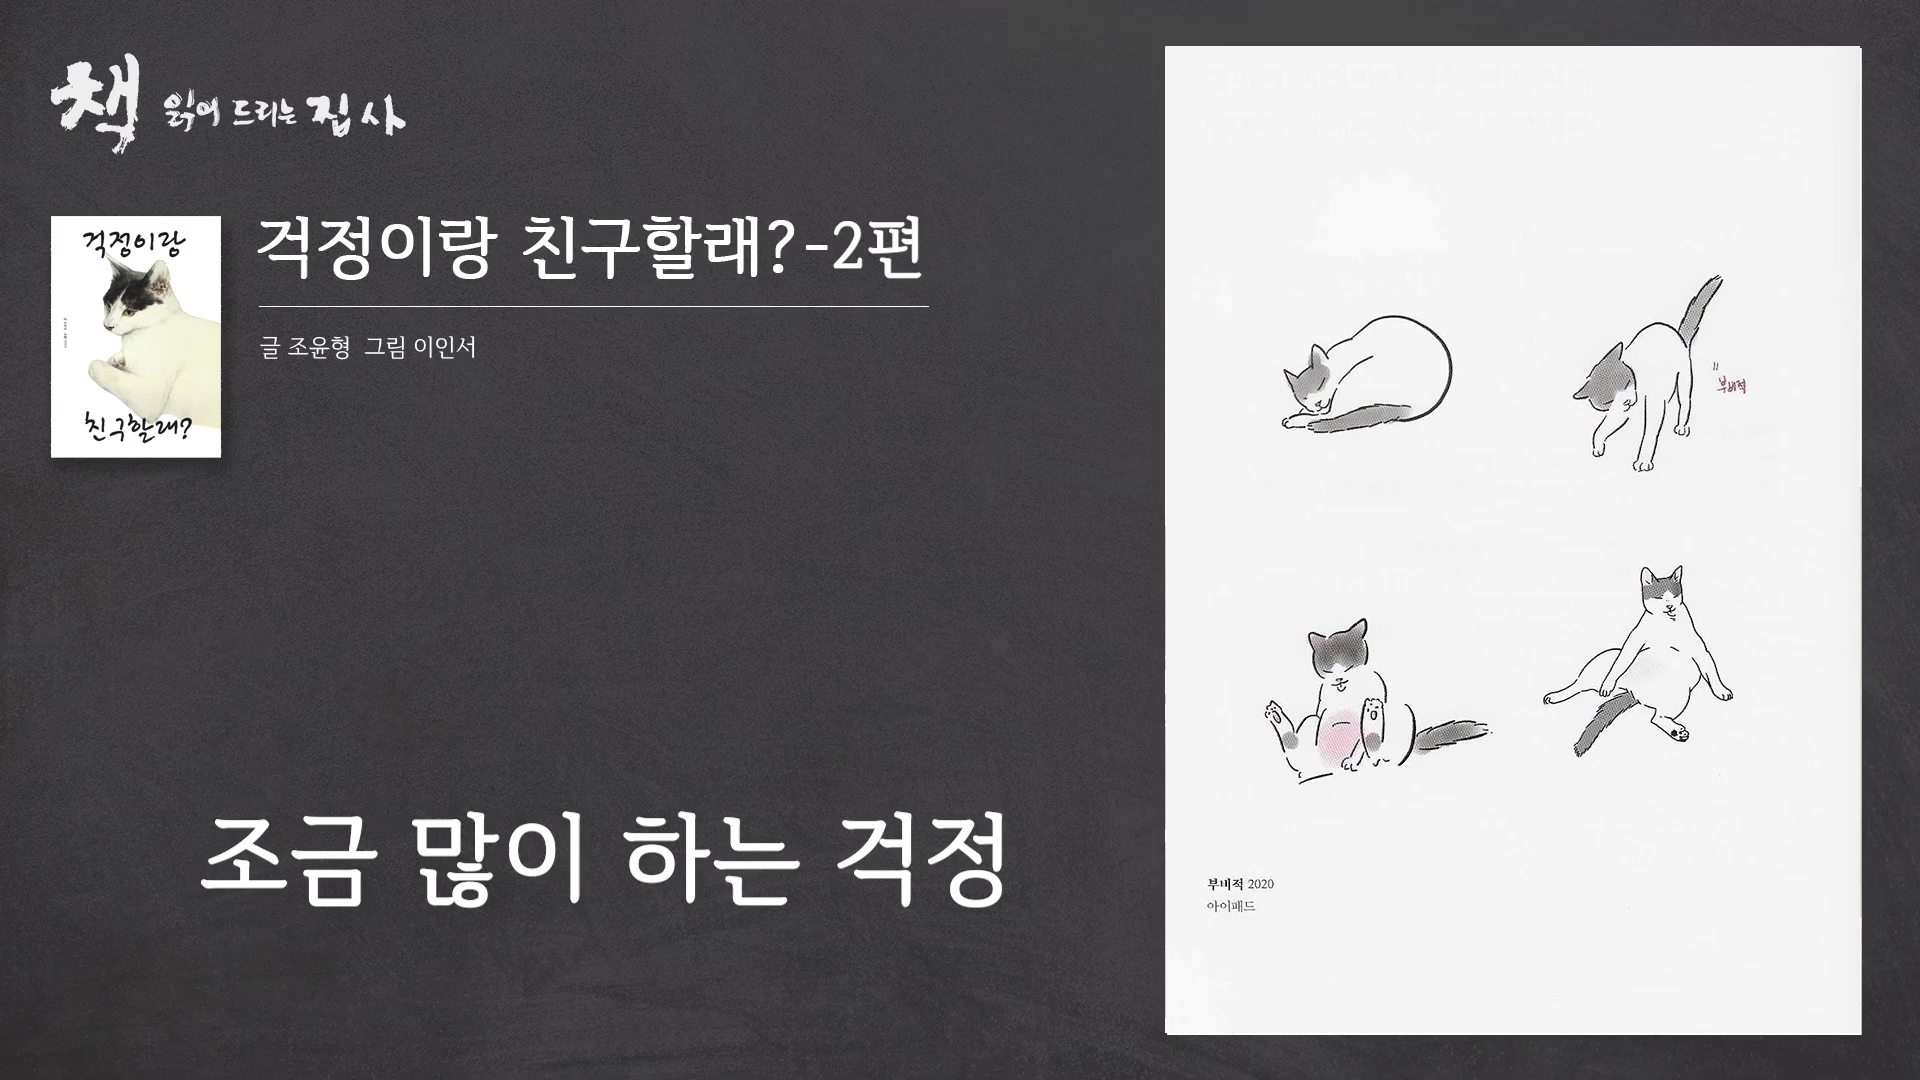 책 읽어 드리는 집사
걱정이랑
친구할래?
걱정이랑 친구할래?-2편
글 조윤형 그림 이인서
조금 많이 하는 걱정
부비적
부비적 2020
아이패드